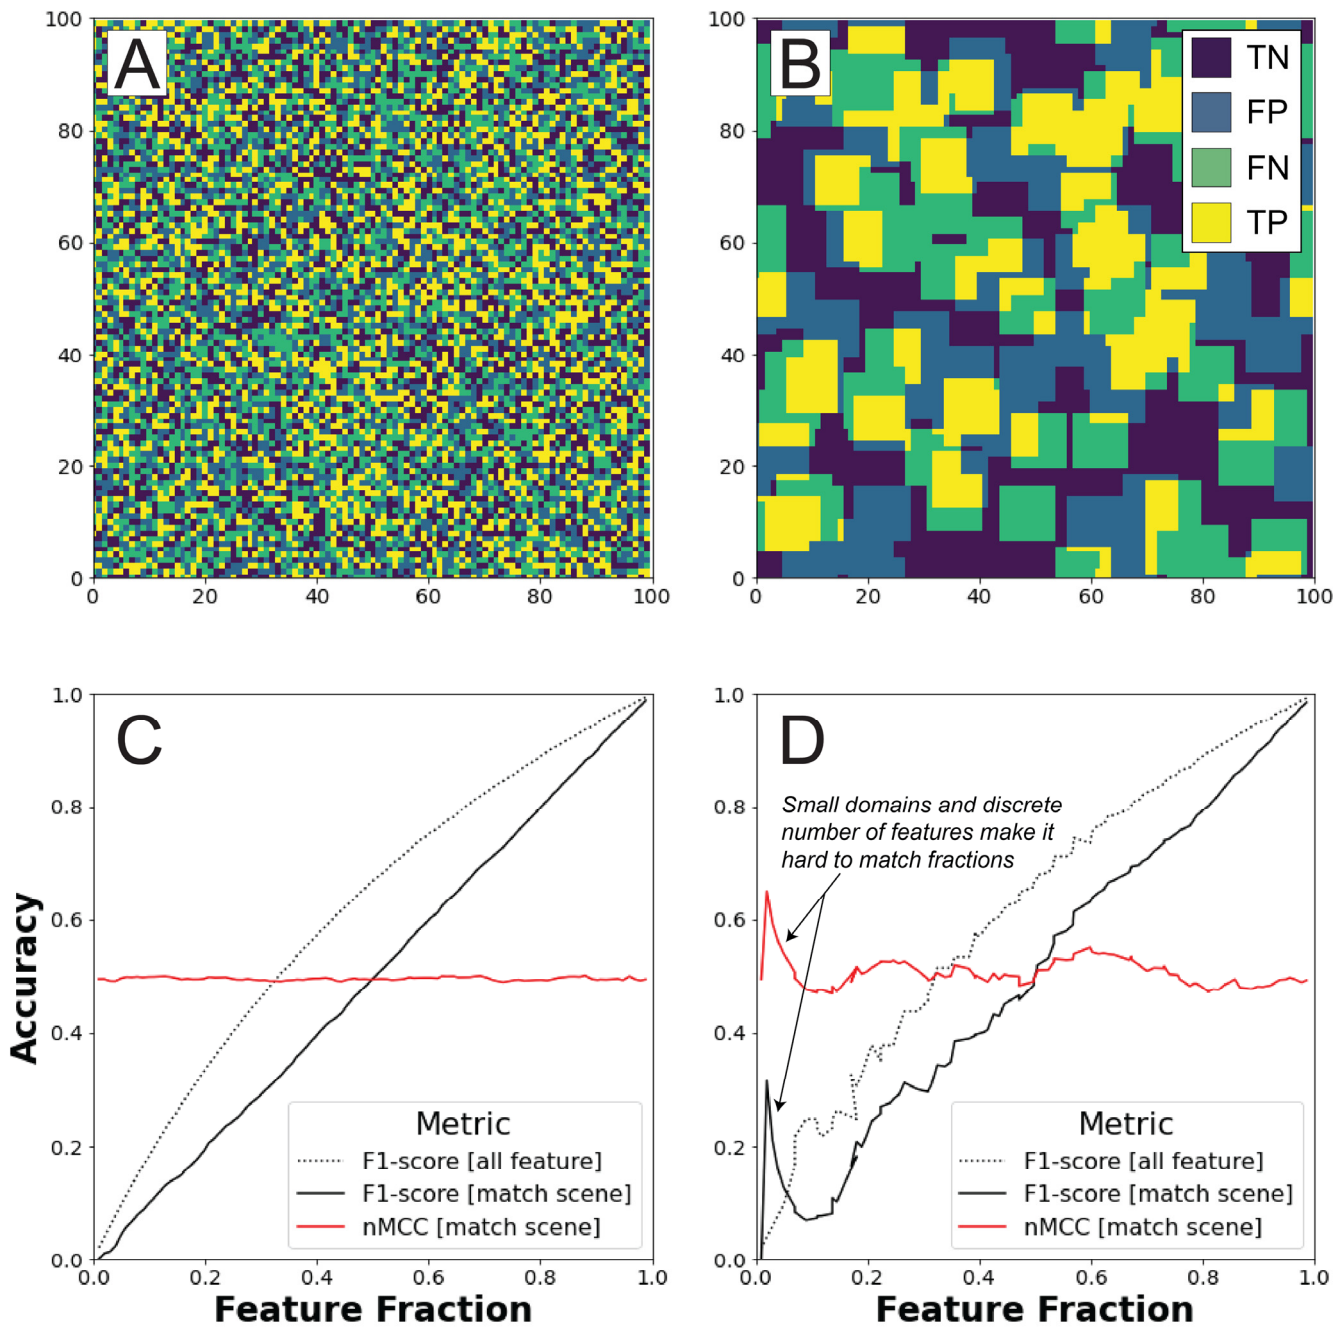 A
100
80
60
40
20
0
0 20 40 60 80 100
B
100
80
60
40
20
0
0 20 40 60 80 100
TN
FP
FN
TP
C
1.0
0.8
0.6
0.4
0.2
0.0
0.0 0.2 0.4 0.6 0.8 1.0
Accuracy
Feature Fraction
Metric
F1-score [all feature]
F1-score [match scene]
nMCC [match scene]
D
Small domains and discrete
number of features make it
hard to match fractions
1.0
0.8
0.6
0.4
0.2
0.0
0.0 0.2 0.4 0.6 0.8 1.0
Feature Fraction
Metric
F1-score [all feature]
F1-score [match scene]
nMCC [match scene]